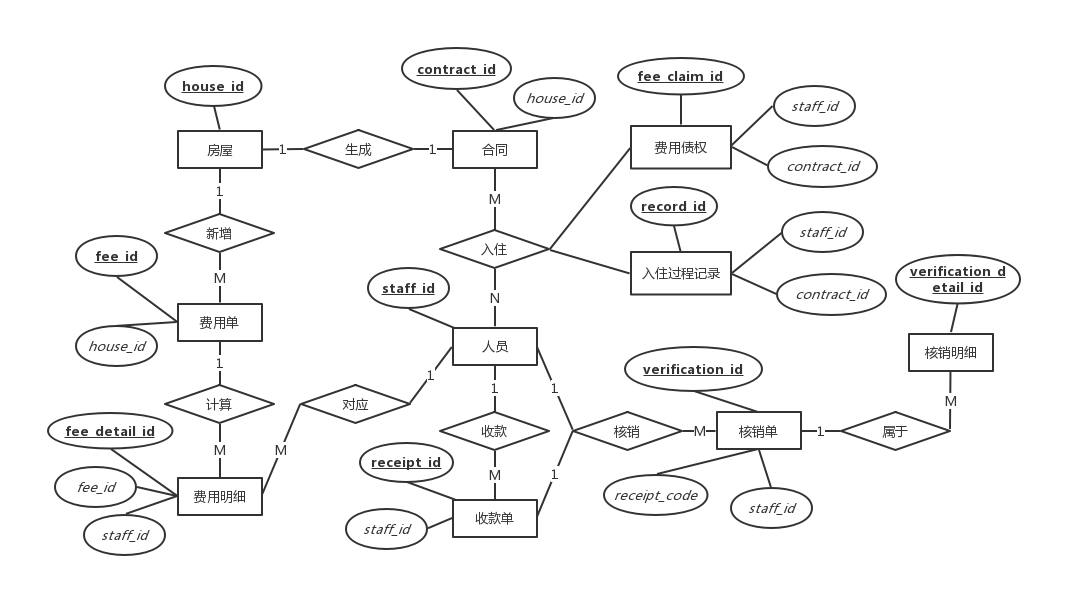 house_id
contract_id
house_id
fee_claim_id
staff_id
contract_id
房屋
1
生成
1
合同
费用债权
1
M
record_id
staff_id
contract_id
新增
入住
入住过程记录
fee_id
M
N
staff_id
verification_d
etail_id
house_id
费用单
人员
核销明细
1
1
1
1
verification_id
M
计算
对应
收款
核销
M
核销单
1
属于
fee_detail_id
M
M
M
1
receipt_id
fee_id
staff_id
费用明细
staff_id
收款单
receipt_code
staff_id